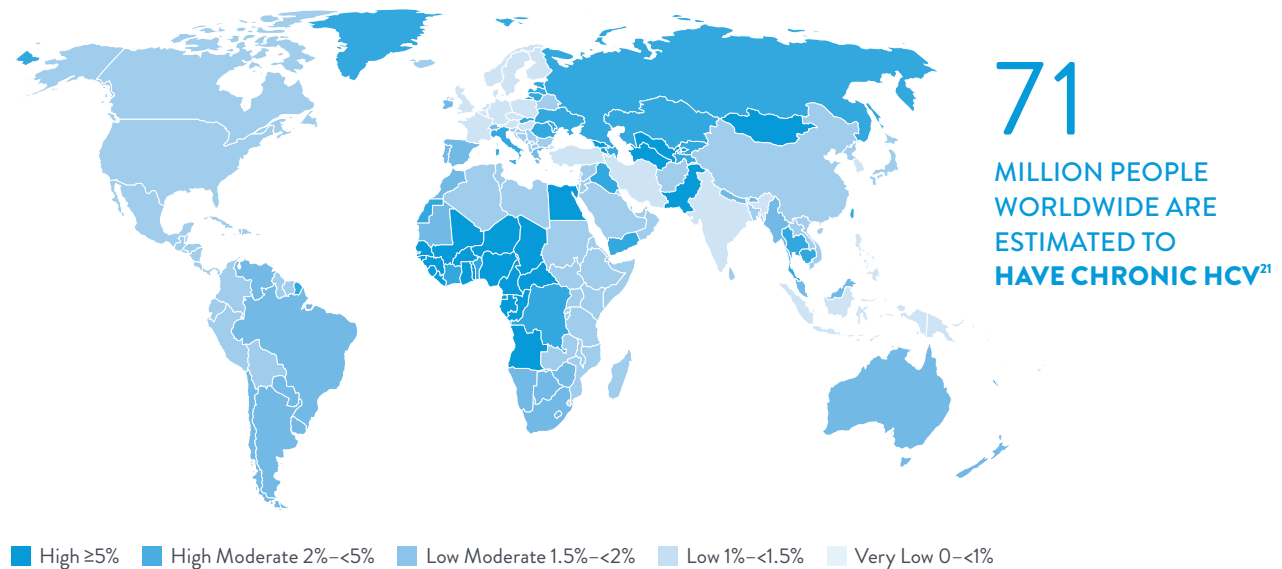 71
MILLION PEOPLE
WORLDWIDE ARE
ESTIMATED TO
HAVE CHRONIC HCV21
High ≥5%
High Moderate 2%–<5%
Low Moderate 1.5%–<2%
Low 1%–<1.5%
Very Low 0–<1%